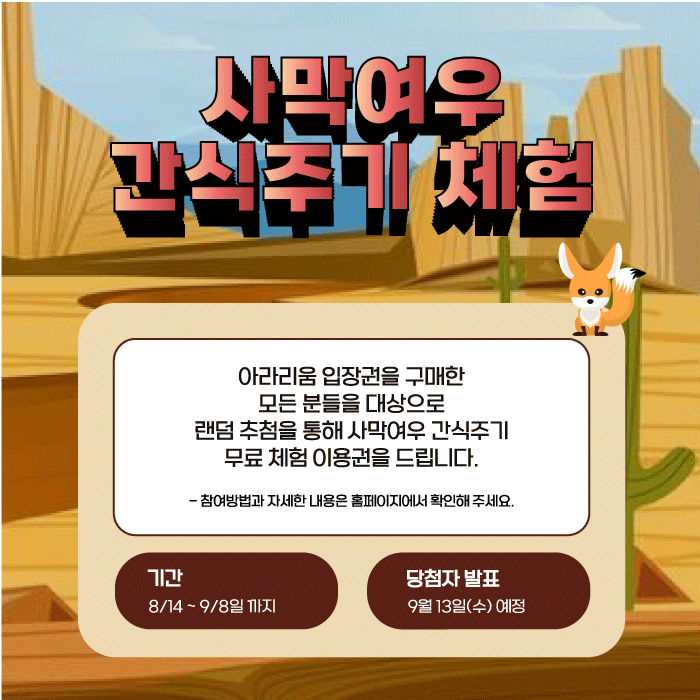 사막여우
간식주기 체험
아라리움 입장권을 구매한
모든 분들을 대상으로
랜덤 추첨을 통해 사막여우 간식주기
무료 체험 이용권을 드립니다.
- 참여방법과 자세한 내용은 홈페이지에서 확인해 주세요.
기간
8/14 ~ 9/8일 까지
당첨자 발표
9월 13일(수) 예정